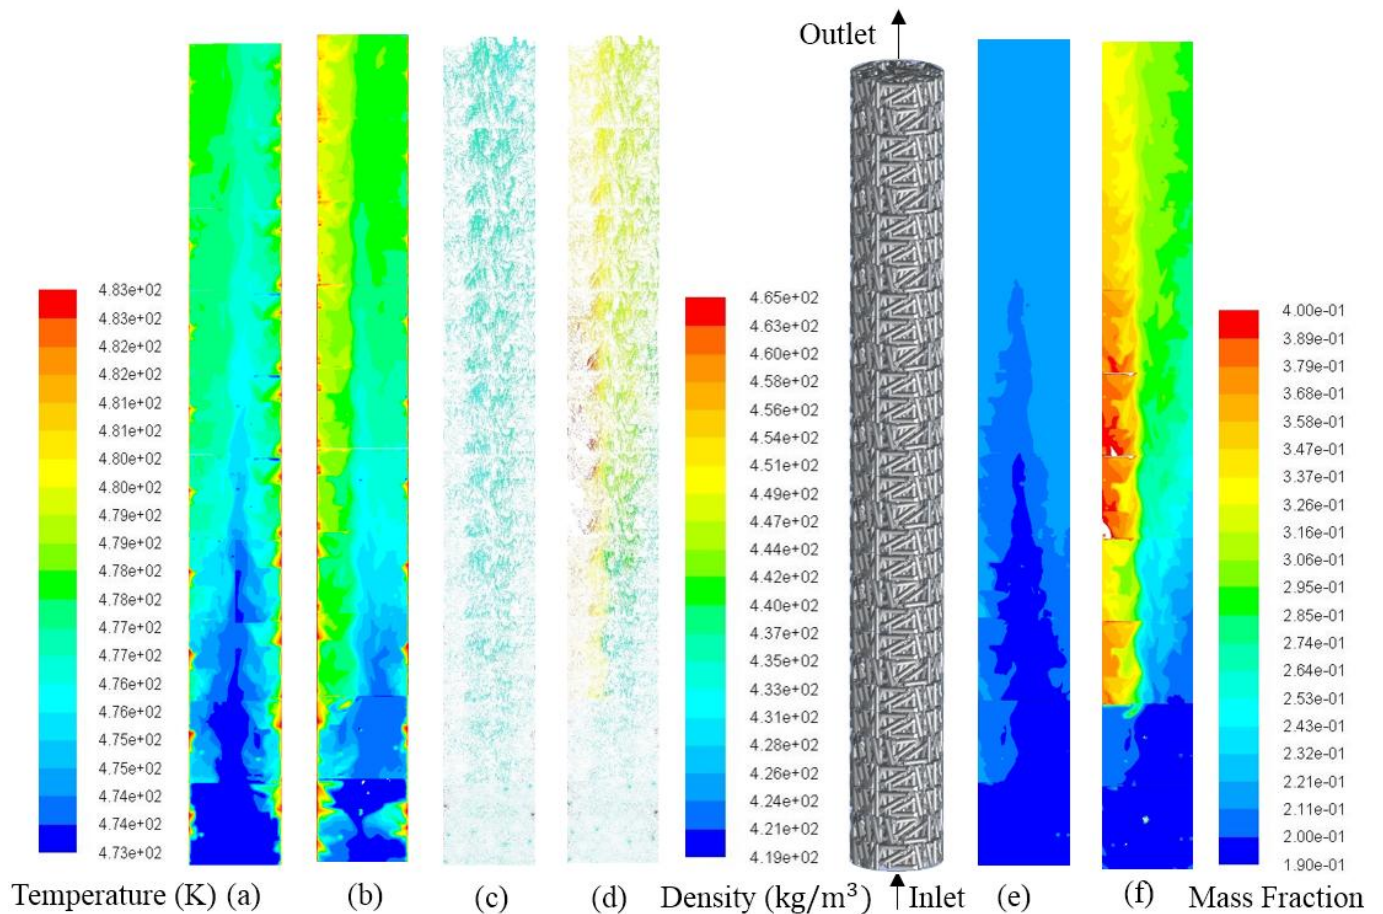 Outlet
4.83e+02
4.83e+02
4.82e+02
4.82e+02
4.81e+02
4.81e+02
4.80e+02
4.80e+02
4.79e+02
4.79e+02
4.78e+02
4.78e+02
4.77e+02
4.77e+02
4.76e+02
4.76e+02
4.75e+02
4.75e+02
4.74e+02
4.74e+02
4.73e+02
4.65e+02
4.63e+02
4.60e+02
4.58e+02
4.56e+02
4.54e+02
4.51e+02
4.49e+02
4.47e+02
4.44e+02
4.42e+02
4.40e+02
4.37e+02
4.35e+02
4.33e+02
4.31e+02
4.28e+02
4.26e+02
4.24e+02
4.21e+02
4.19e+02
4.00e-01
3.89e-01
3.79e-01
3.68e-01
3.58e-01
3.47e-01
3.37e-01
3.26e-01
3.16e-01
3.06e-01
2.95e-01
2.85e-01
2.74e-01
2.64e-01
2.53e-01
2.43e-01
2.32e-01
2.21e-01
2.11e-01
2.00e-01
1.90e-01
Temperature (K) (a) (b) (c) (d) Density (kg/m³) Inlet (e) (f) Mass Fraction